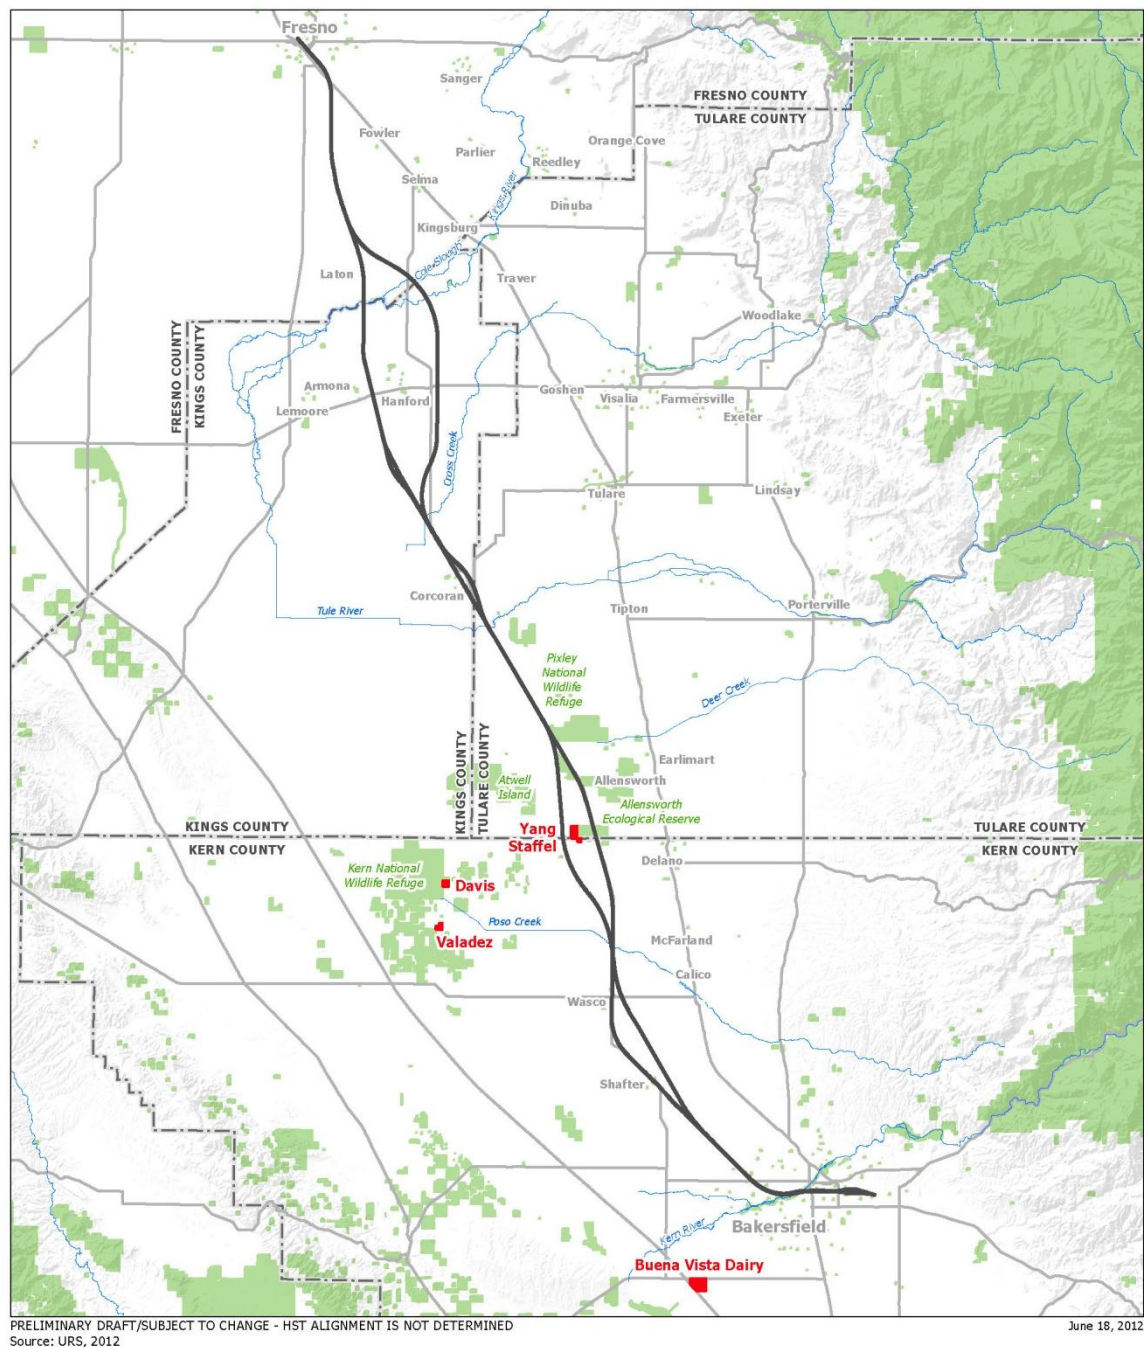 Fresno
Sanger
FRESNO COUNTY
TULARE COUNTY
Fowler
Orange Cove
Parlier
Reedley
Selma
Kings River
Dinuba
Kingsburg
Cole Slough
Laton
Traver
Woodlake
FRESNO COUNTY
KINGS COUNTY
Armona
Goshen
Hanford
Visalia
Farmersville
Lemoore
Exeter
Cross Creek
Tulare
Lindsay
Corcoran
Tule River
Tipton
Porterville
Pixley
National
Wildlife
Refuge
Deer Creek
KINGS COUNTY
TULARE COUNTY
Earlimart
Atwell
Island
Allensworth
Allensworth
Ecological Reserve
KINGS COUNTY
KERN COUNTY
Yang
Staffel
TULARE COUNTY
KERN COUNTY
Delano
Kern National
Wildlife Refuge
Davis
Poso Creek
Valadez
McFarland
Calico
Wasco
Shafter
Bakersfield
Kern River
Buena Vista Dairy
PRELIMINARY DRAFT/SUBJECT TO CHANGE - HST ALIGNMENT IS NOT DETERMINED
Source: URS, 2012
June 18, 2012